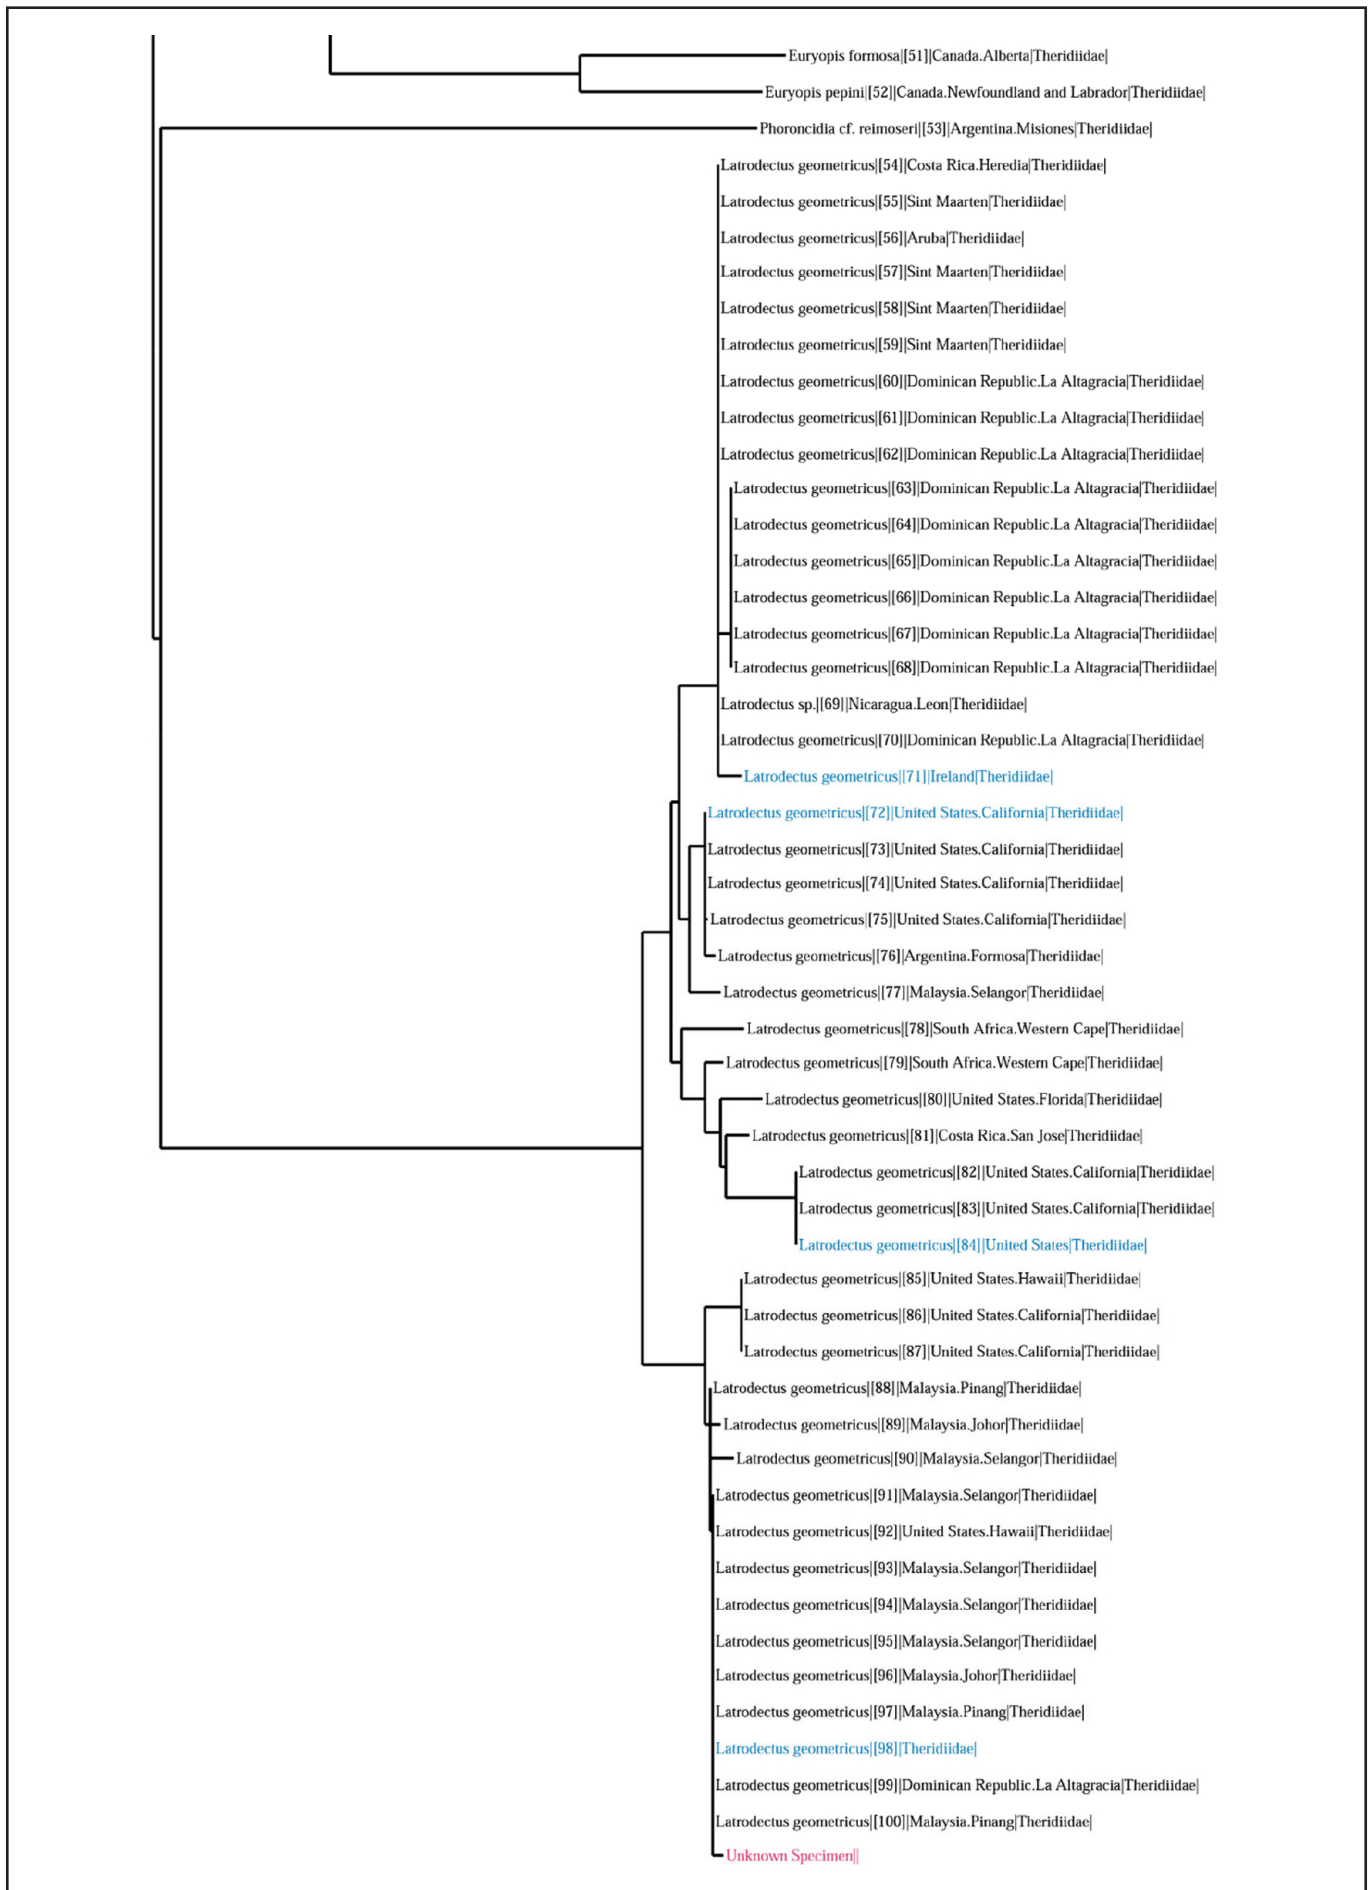 Euryopis formosa|[51]|Canada.Alberta|Theridiidae|
Euryopis pepini|[52]|Canada.Newfoundland and Labrador|Theridiidae|
Phoroncidia cf. reimoseri|[53]|Argentina.Misiones|Theridiidae|
Latrodectus geometricus|[54]|Costa Rica.Heredia|Theridiidae|
Latrodectus geometricus|[55]|Sint Maarten|Theridiidae|
Latrodectus geometricus|[56]|Aruba|Theridiidae|
Latrodectus geometricus|[57]|Sint Maarten|Theridiidae|
Latrodectus geometricus|[58]|Sint Maarten|Theridiidae|
Latrodectus geometricus|[59]|Sint Maarten|Theridiidae|
Latrodectus geometricus|[60]|Dominican Republic.La Altagracia|Theridiidae|
Latrodectus geometricus|[61]|Dominican Republic.La Altagracia|Theridiidae|
Latrodectus geometricus|[62]|Dominican Republic.La Altagracia|Theridiidae|
Latrodectus geometricus|[63]|Dominican Republic.La Altagracia|Theridiidae|
Latrodectus geometricus|[64]|Dominican Republic.La Altagracia|Theridiidae|
Latrodectus geometricus|[65]|Dominican Republic.La Altagracia|Theridiidae|
Latrodectus geometricus|[66]|Dominican Republic.La Altagracia|Theridiidae|
Latrodectus geometricus|[67]|Dominican Republic.La Altagracia|Theridiidae|
Latrodectus geometricus|[68]|Dominican Republic.La Altagracia|Theridiidae|
Latrodectus sp.|[69]|Nicaragua.Leon|Theridiidae|
Latrodectus geometricus|[70]|Dominican Republic.La Altagracia|Theridiidae|
Latrodectus geometricus|[71]|Ireland|Theridiidae|
Latrodectus geometricus|[72]|United States.California|Theridiidae|
Latrodectus geometricus|[73]|United States.California|Theridiidae|
Latrodectus geometricus|[74]|United States.California|Theridiidae|
Latrodectus geometricus|[75]|United States.California|Theridiidae|
Latrodectus geometricus|[76]|Argentina.Formosa|Theridiidae|
Latrodectus geometricus|[77]|Malaysia.Selangor|Theridiidae|
Latrodectus geometricus|[78]|South Africa.Western Cape|Theridiidae|
Latrodectus geometricus|[79]|South Africa.Western Cape|Theridiidae|
Latrodectus geometricus|[80]|United States.Florida|Theridiidae|
Latrodectus geometricus|[81]|Costa Rica.San Jose|Theridiidae|
Latrodectus geometricus|[82]|United States.California|Theridiidae|
Latrodectus geometricus|[83]|United States.California|Theridiidae|
Latrodectus geometricus|[84]|United States|Theridiidae|
Latrodectus geometricus|[85]|United States.Hawaii|Theridiidae|
Latrodectus geometricus|[86]|United States.California|Theridiidae|
Latrodectus geometricus|[87]|United States.California|Theridiidae|
Latrodectus geometricus|[88]|Malaysia.Pinang|Theridiidae|
Latrodectus geometricus|[89]|Malaysia.Johor|Theridiidae|
Latrodectus geometricus|[90]|Malaysia.Selangor|Theridiidae|
Latrodectus geometricus|[91]|Malaysia.Selangor|Theridiidae|
Latrodectus geometricus|[92]|United States.Hawaii|Theridiidae|
Latrodectus geometricus|[93]|Malaysia.Selangor|Theridiidae|
Latrodectus geometricus|[94]|Malaysia.Selangor|Theridiidae|
Latrodectus geometricus|[95]|Malaysia.Selangor|Theridiidae|
Latrodectus geometricus|[96]|Malaysia.Johor|Theridiidae|
Latrodectus geometricus|[97]|Malaysia.Pinang|Theridiidae|
Latrodectus geometricus|[98]|Theridiidae|
Latrodectus geometricus|[99]|Dominican Republic.La Altagracia|Theridiidae|
Latrodectus geometricus|[100]|Malaysia.Pinang|Theridiidae|
Unknown Specimen||